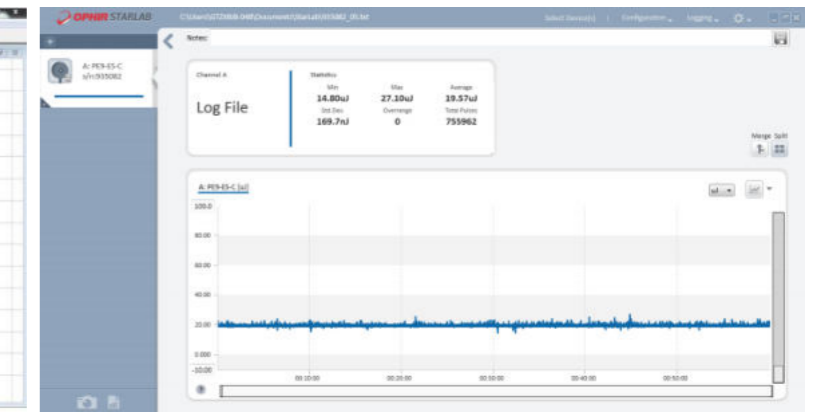 OPHIR STARLAB
Select Device(s) | Configuration Logging
A: PE9-ES-C
s/n:935082
Notes:
Channel A
Log File
Statistics
Min Max Average
14.80uJ 27.10uJ 19.57uJ
Std.Dev. Overrange Total Pulses
169.7nJ 0 755962
Merge Split
A: PE9-ES-C [uJ]
uJ
100.0
80.00
60.00
40.00
20.00
0.000
-10.00
00:10:00 00:20:00 00:30:00 00:40:00 00:50:00